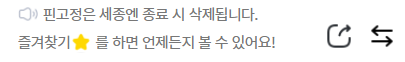 핀고정은 세종엔 종료 시 삭제됩니다.
즐겨찾기⭐ 를 하면 언제든지 볼 수 있어요!